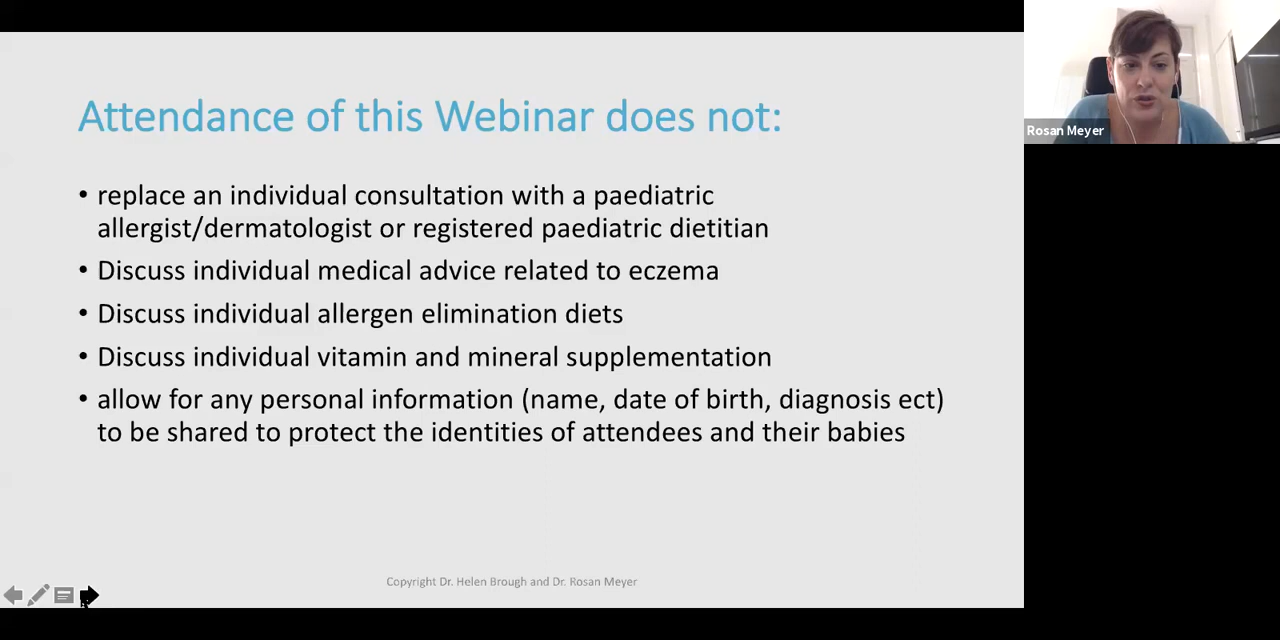 Attendance of this Webinar does not:
• replace an individual consultation with a paediatric
allergist/dermatologist or registered paediatric dietitian
• Discuss individual medical advice related to eczema
• Discuss individual allergen elimination diets
• Discuss individual vitamin and mineral supplementation
• allow for any personal information (name, date of birth, diagnosis ect)
to be shared to protect the identities of attendees and their babies
Copyright Dr. Helen Brough and Dr. Rosan Meyer
Rosan Meyer